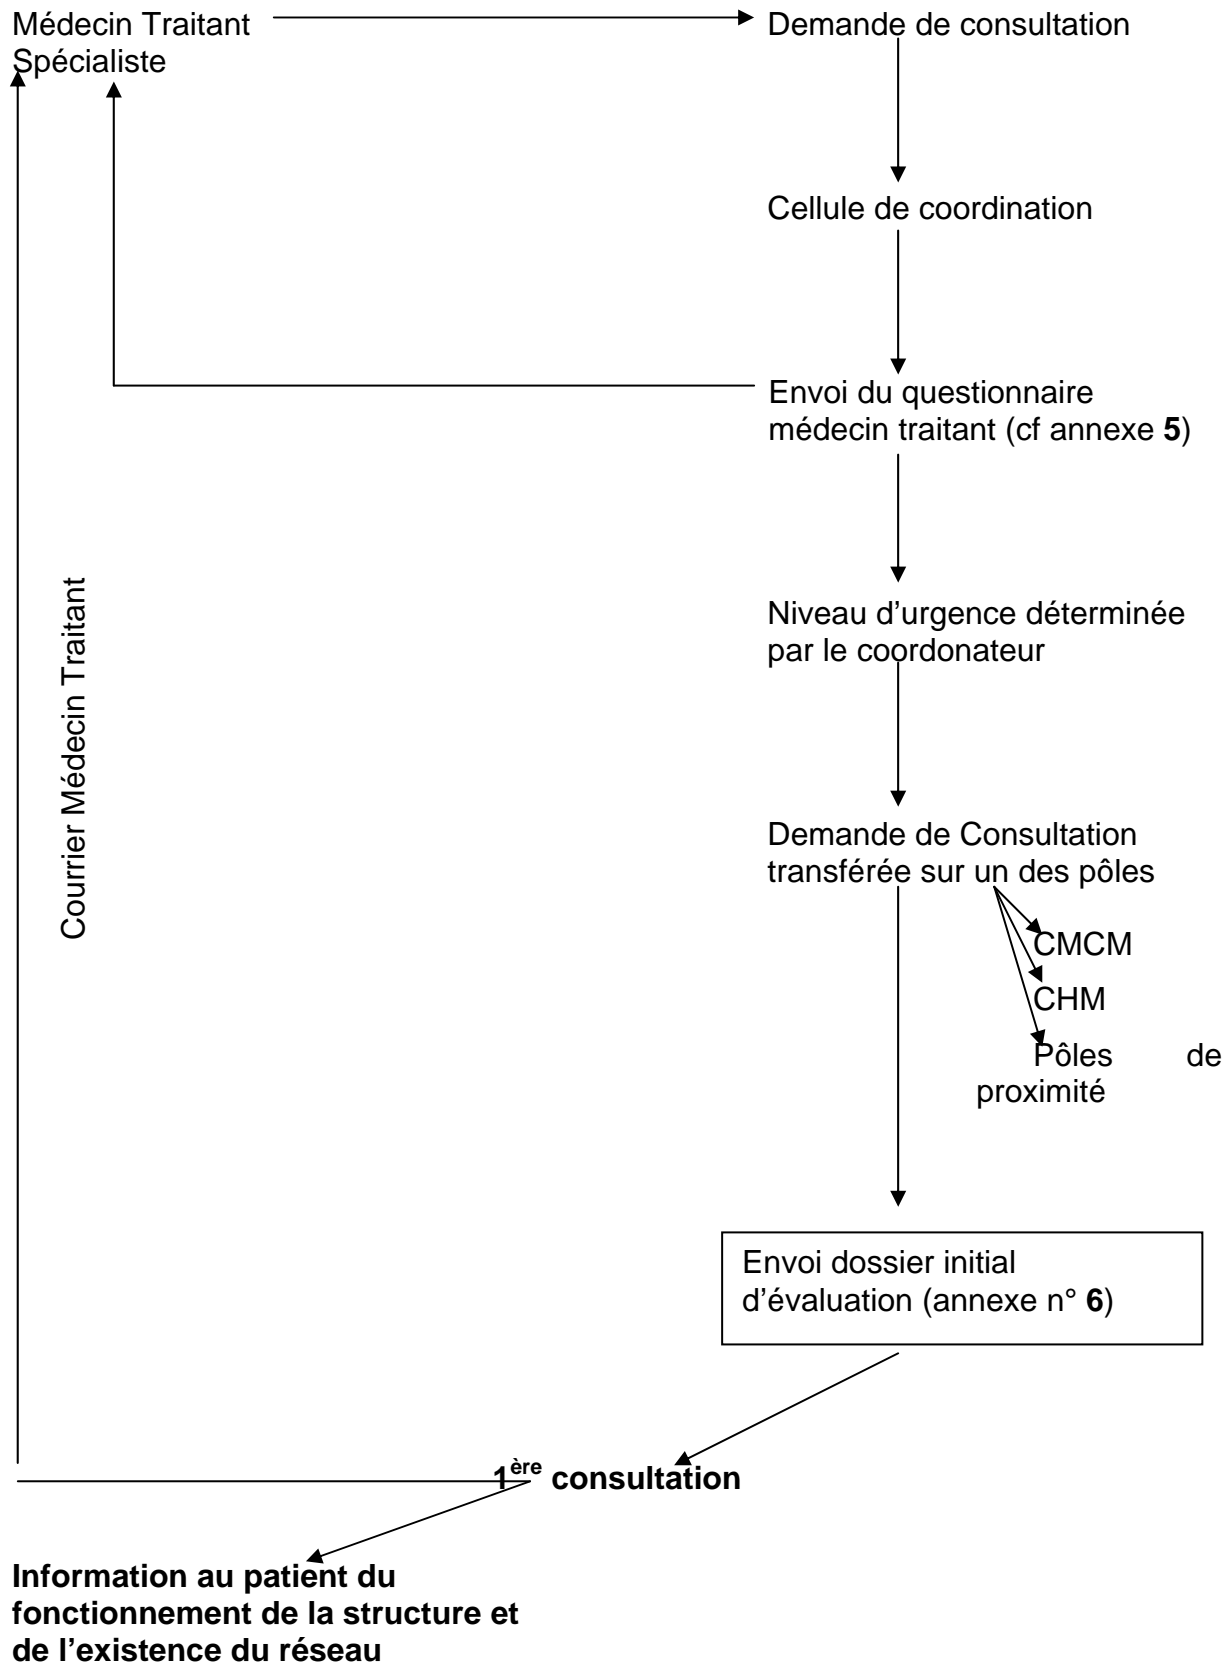 Médecin Traitant
Spécialiste
Demande de consultation
Cellule de coordination
Envoi du questionnaire
médecin traitant (cf annexe 5)
Niveau d’urgence déterminée
par le coordonateur
Courrier Médecin Traitant
Demande de Consultation
transférée sur un des pôles
CMCM
CHM
Pôles de
proximité
Envoi dossier initial
d’évaluation (annexe n° 6)
1ère consultation
Information au patient du
fonctionnement de la structure et
de l’existence du réseau